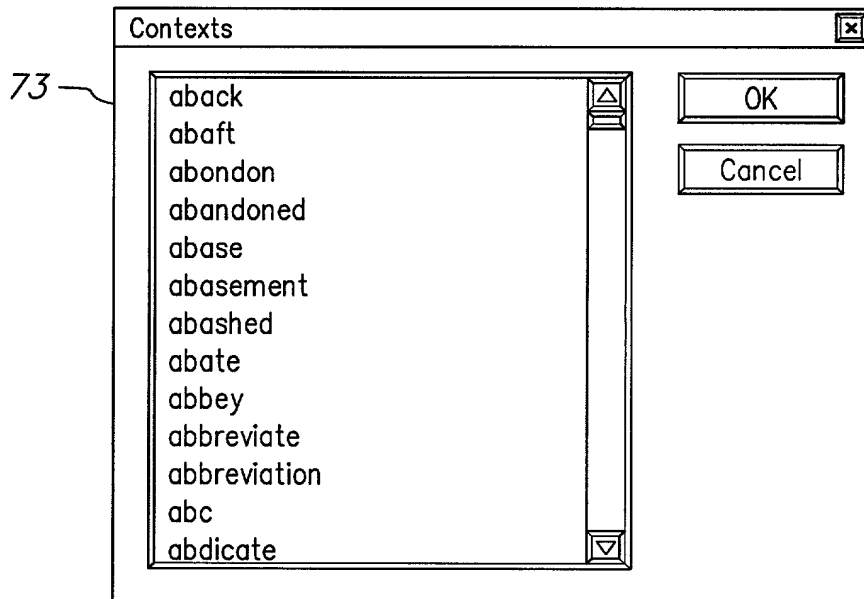 Contexts
73
aback
OK
abaft
abondon
Cancel
abandoned
abase
abasement
abashed
abate
abbey
abbreviate
abbreviation
abc
abdicate